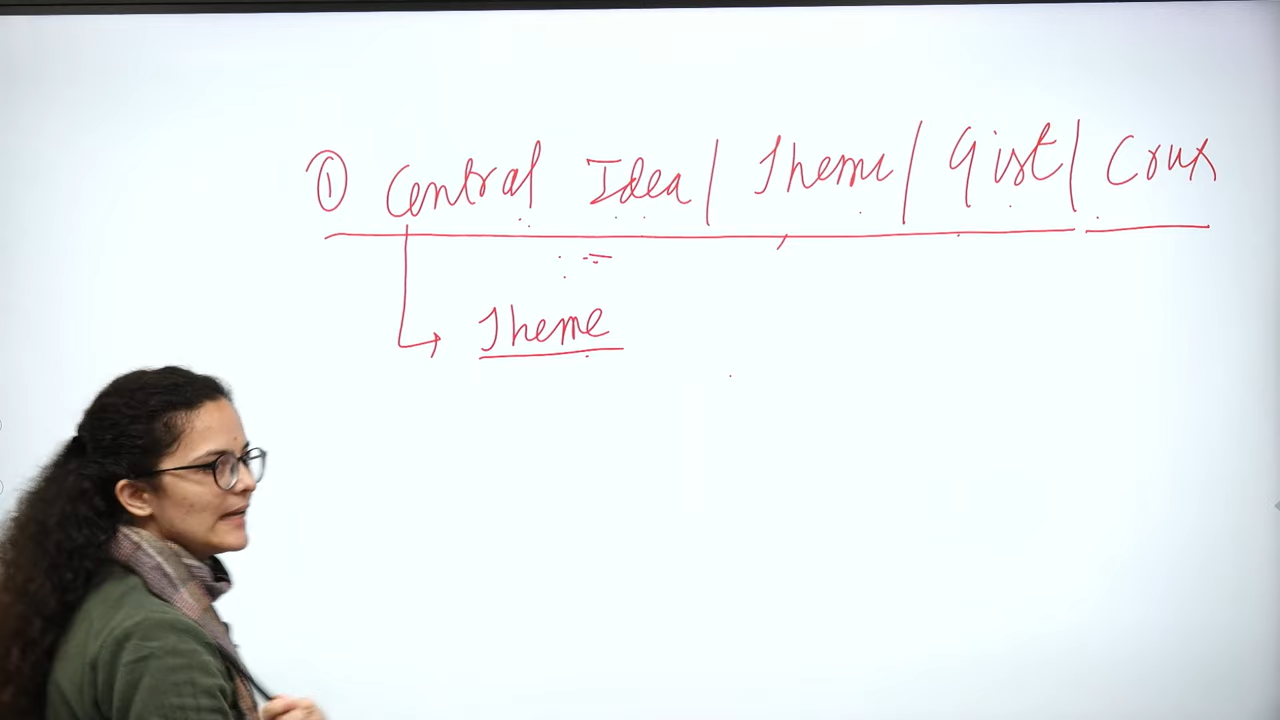 ① Central Idea / Theme / Gist / Crux
→ Theme